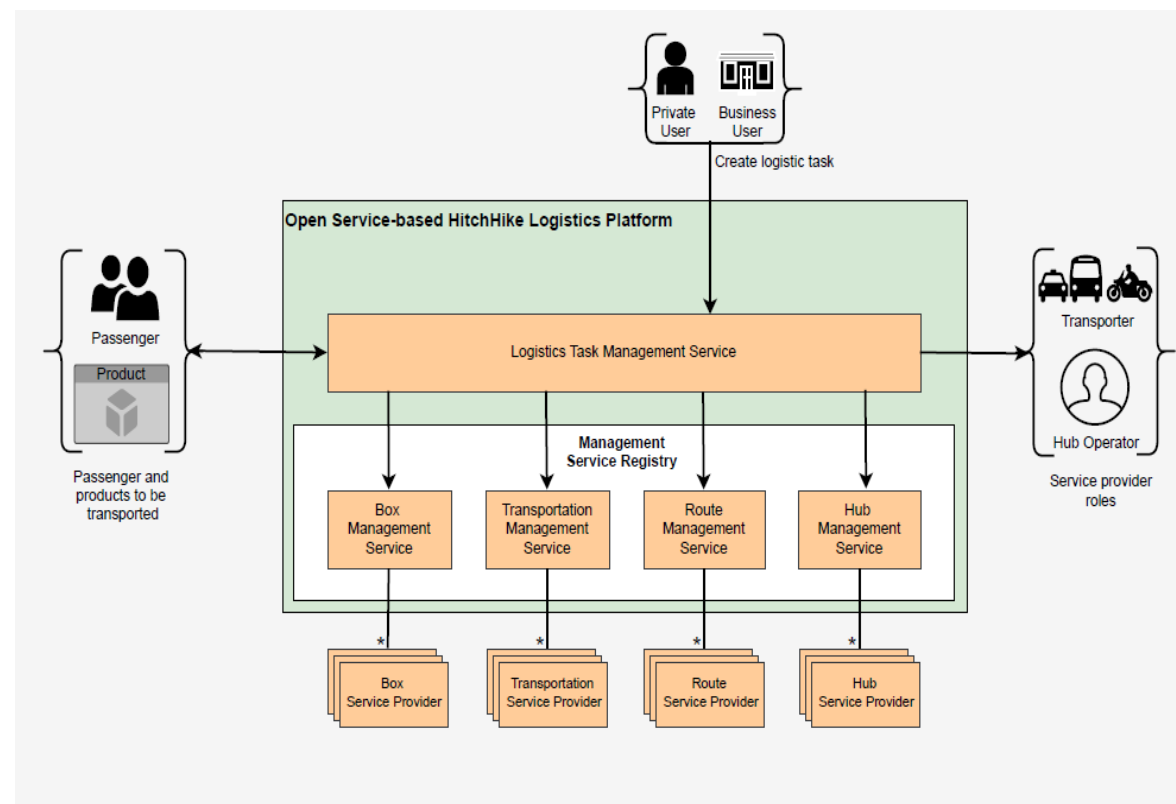 Private
User
Business
User
Create logistic task
Open Service-based HitchHike Logistics Platform
Passenger
Product
Passenger and
products to be
transported
Logistics Task Management Service
Transporter
Hub Operator
Service provider
roles
Management
Service Registry
Box
Management
Service
Transportation
Management
Service
Route
Management
Service
Hub
Management
Service
*
*
*
*
Box
Service Provider
Transportation
Service Provider
Route
Service Provider
Hub
Service Provider